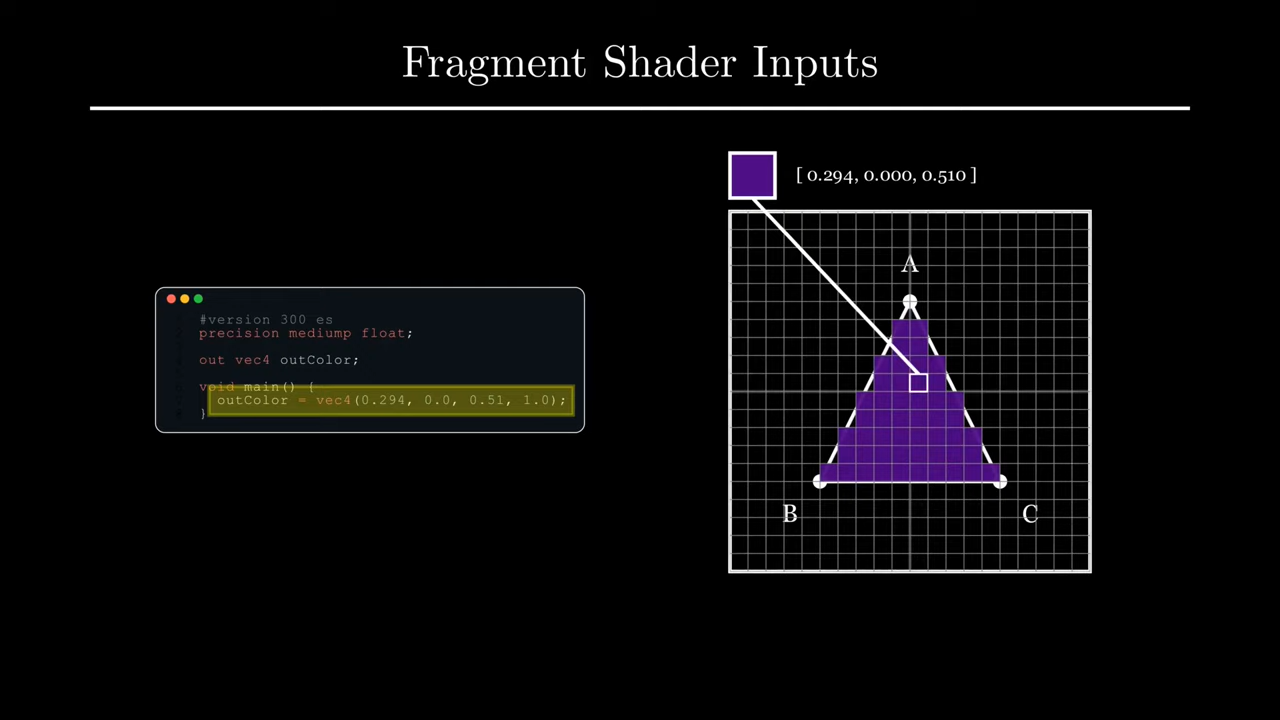 Fragment Shader Inputs
[ 0.294, 0.000, 0.510 ]
A
#version 300 es
precision mediump float;
out vec4 outColor;
void main() {
outColor = vec4(0.294, 0.0, 0.51, 1.0);
}
B
C